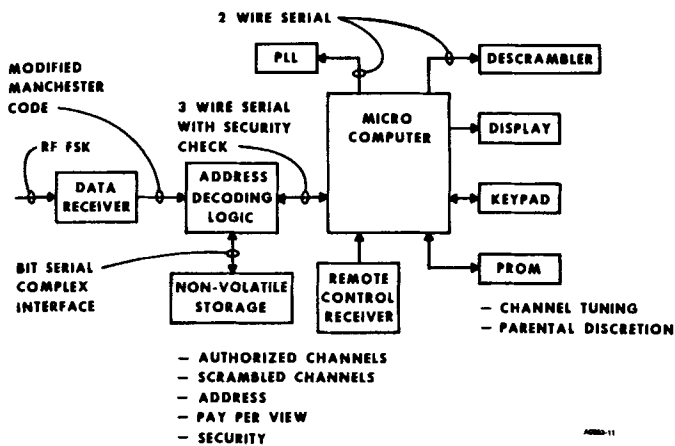 2 WIRE SERIAL
PLL
DESCRAMBLER
MODIFIED
MANCHESTER
CODE
3 WIRE SERIAL
WITH SECURITY
CHECK
MICRO
COMPUTER
DISPLAY
RF FSK
DATA
RECEIVER
ADDRESS
DECODING
LOGIC
KEYPAD
BIT SERIAL
COMPLEX
INTERFACE
NON-VOLATILE
STORAGE
REMOTE
CONTROL
RECEIVER
PROM
– CHANNEL TUNING
– PARENTAL DISCRETION
– AUTHORIZED CHANNELS
– SCRAMBLED CHANNELS
– ADDRESS
– PAY PER VIEW
– SECURITY